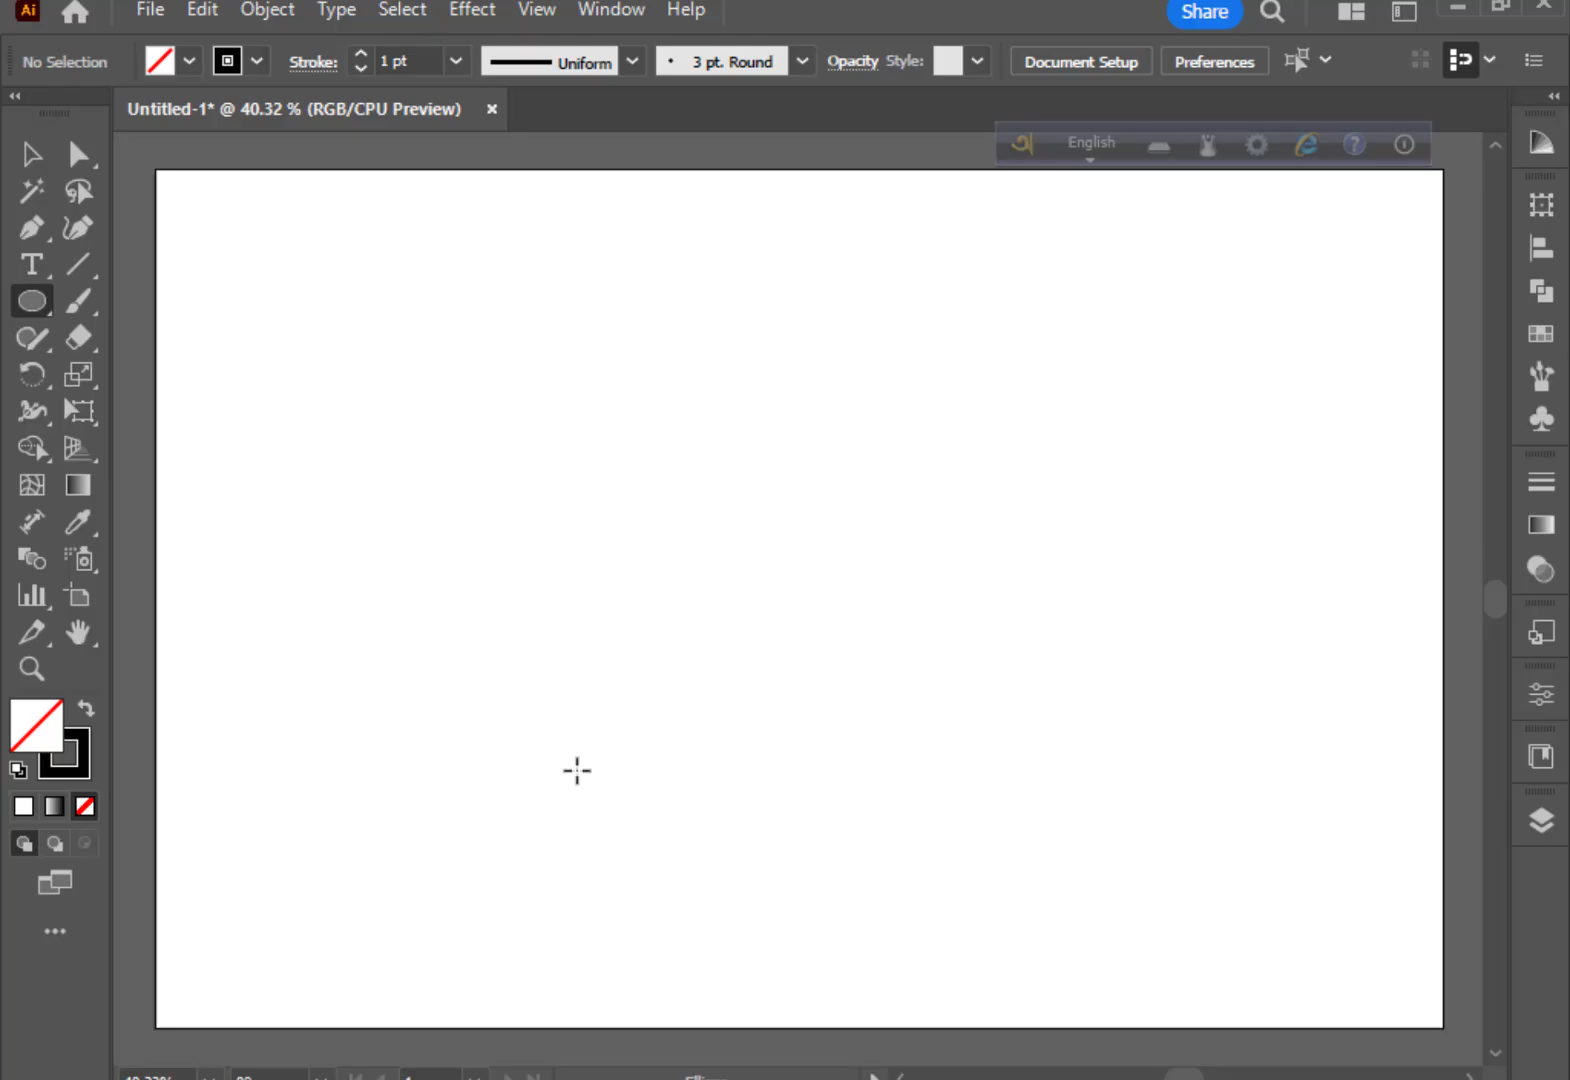 Ai File Edit Object Type Select Effect View Window Help Share
No Selection Stroke: 1 pt Uniform 3 pt. Round Opacity Style: Document Setup Preferences
Untitled-1* @ 40.32 % (RGB/CPU Preview)
অ English